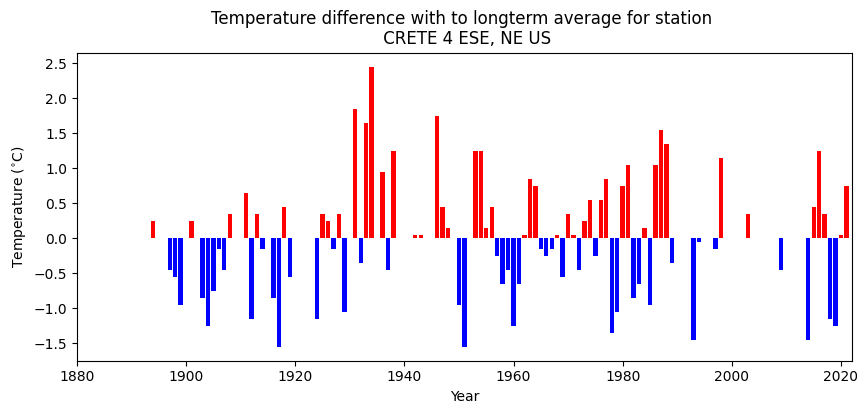 Temperature difference with to longterm average for station
CRETE 4 ESE, NE US
2.5
2.0
1.5
1.0
0.5
0.0
−0.5
−1.0
−1.5
Temperature (°C)
1880 1900 1920 1940 1960 1980 2000 2020
Year